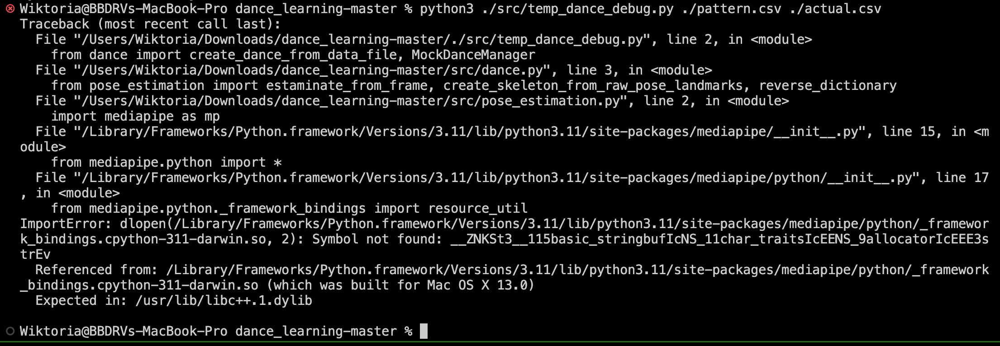 Wiktoria@BBDRVs-MacBook-Pro dance_learning-master % python3 ./src/temp_dance_debug.py ./pattern.csv ./actual.csv
Traceback (most recent call last):
  File "/Users/Wiktoria/Downloads/dance_learning-master/./src/temp_dance_debug.py", line 2, in <module>
    from dance import create_dance_from_data_file, MockDanceManager
  File "/Users/Wiktoria/Downloads/dance_learning-master/src/dance.py", line 3, in <module>
    from pose_estimation import estaminate_from_frame, create_skeleton_from_raw_pose_landmarks, reverse_dictionary
  File "/Users/Wiktoria/Downloads/dance_learning-master/src/pose_estimation.py", line 2, in <module>
    import mediapipe as mp
  File "/Library/Frameworks/Python.framework/Versions/3.11/lib/python3.11/site-packages/mediapipe/__init__.py", line 15, in <m
odule>
    from mediapipe.python import *
  File "/Library/Frameworks/Python.framework/Versions/3.11/lib/python3.11/site-packages/mediapipe/python/__init__.py", line 17
, in <module>
    from mediapipe.python._framework_bindings import resource_util
ImportError: dlopen(/Library/Frameworks/Python.framework/Versions/3.11/lib/python3.11/site-packages/mediapipe/python/_framewor
k_bindings.cpython-311-darwin.so, 2): Symbol not found: __ZNKSt3__115basic_stringbufIcNS_11char_traitsIcEENS_9allocatorIcEEE3s
trEv
  Referenced from: /Library/Frameworks/Python.framework/Versions/3.11/lib/python3.11/site-packages/mediapipe/python/_framework
_bindings.cpython-311-darwin.so (which was built for Mac OS X 13.0)
  Expected in: /usr/lib/libc++.1.dylib
Wiktoria@BBDRVs-MacBook-Pro dance_learning-master %